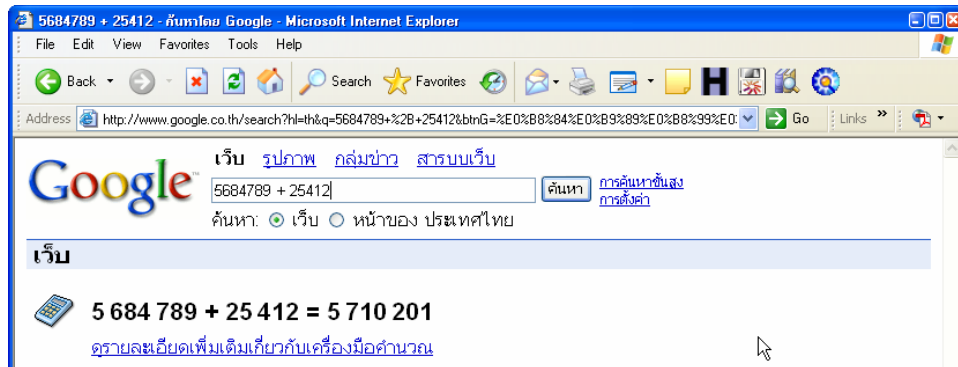 5684789 + 25412 - ค้นหาโดย Google - Microsoft Internet Explorer
File Edit View Favorites Tools Help
Back Search Favorites
Address http://www.google.co.th/search?hl=th&q=5684789+%2B+25412&btnG=%E0%B8%84%E0%B9%89%E0%B8%99%E0: Go Links »
เว็บ รูปภาพ กลุ่มข่าว สารบบเว็บ
Google™ 5684789 + 25412 ค้นหา การค้นหาขั้นสูง
การตั้งค่า
ค้นหา: เว็บ หน้าของ ประเทศไทย
เว็บ
5 684 789 + 25 412 = 5 710 201
ดูรายละเอียดเพิ่มเติมเกี่ยวกับเครื่องมือคำนวณ